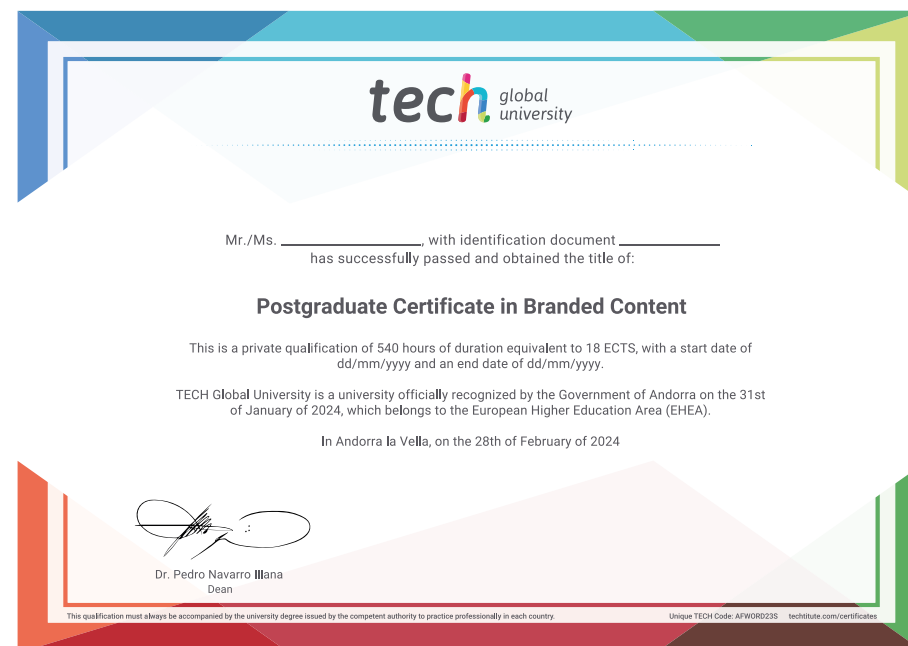 tech global
university
Mr./Ms. ____________________, with identification document ______________
has successfully passed and obtained the title of:
Postgraduate Certificate in Branded Content
This is a private qualification of 540 hours of duration equivalent to 18 ECTS, with a start date of
dd/mm/yyyy and an end date of dd/mm/yyyy.
TECH Global University is a university officially recognized by the Government of Andorra on the 31st
of January of 2024, which belongs to the European Higher Education Area (EHEA).
In Andorra la Vella, on the 28th of February of 2024
Dr. Pedro Navarro Illana
Dean
This qualification must always be accompanied by the university degree issued by the competent authority to practice professionally in each country. Unique TECH Code: AFWORD23S techtitute.com/certificates